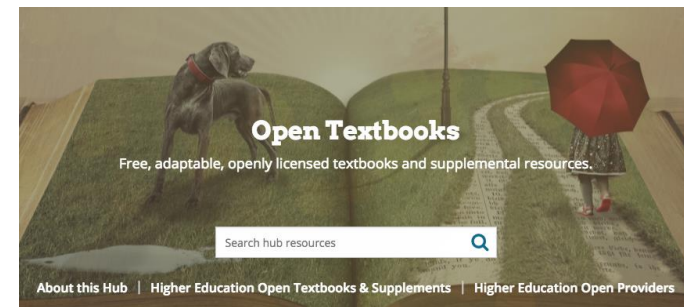 Open Textbooks
Free, adaptable, openly licensed textbooks and supplemental resources.
Search hub resources
About this Hub | Higher Education Open Textbooks & Supplements | Higher Education Open Providers